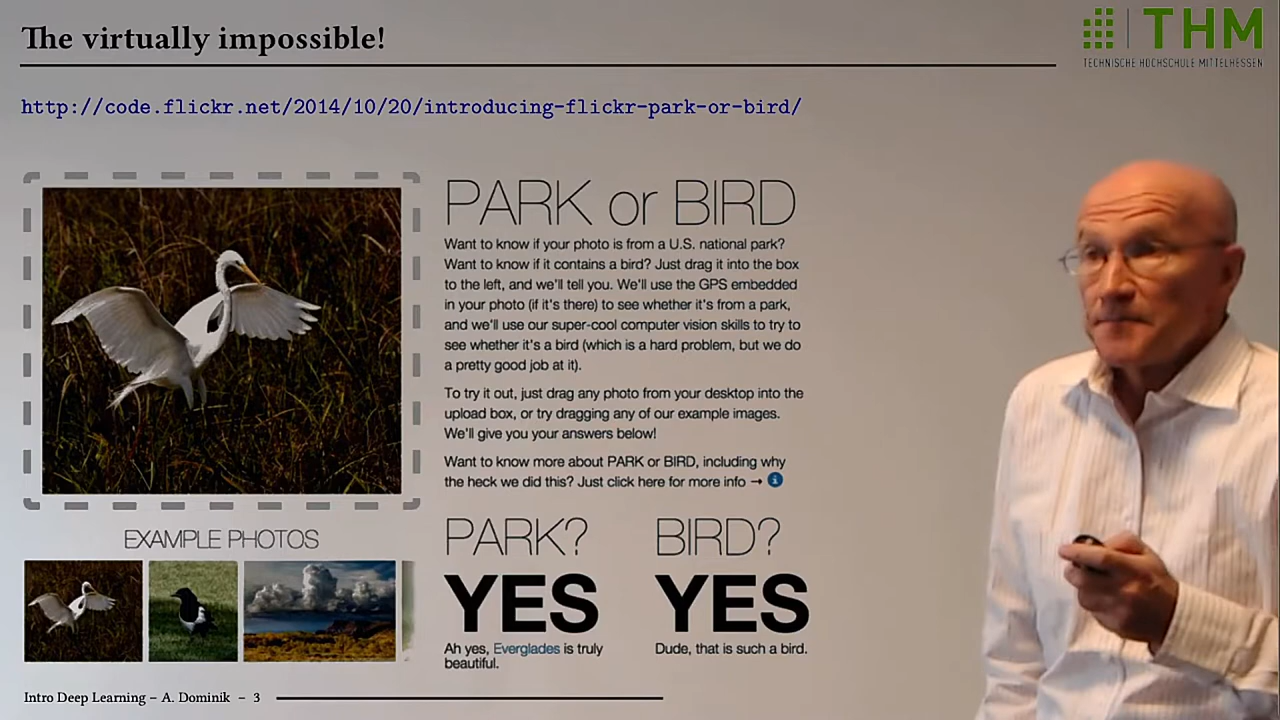 The virtually impossible!
THM
TECHNISCHE HOCHSCHULE MITTELHESSEN
http://code.flickr.net/2014/10/20/introducing-flickr-park-or-bird/
PARK or BIRD
Want to know if your photo is from a U.S. national park?
Want to know if it contains a bird? Just drag it into the box
to the left, and we'll tell you. We'll use the GPS embedded
in your photo (if it's there) to see whether it's from a park,
and we'll use our super-cool computer vision skills to try to
see whether it's a bird (which is a hard problem, but we do
a pretty good job at it).
To try it out, just drag any photo from your desktop into the
upload box, or try dragging any of our example images.
We'll give you your answers below!
Want to know more about PARK or BIRD, including why
the heck we did this? Just click here for more info → i
EXAMPLE PHOTOS
PARK?
YES
Ah yes, Everglades is truly
beautiful.
BIRD?
YES
Dude, that is such a bird.
Intro Deep Learning – A. Dominik – 3